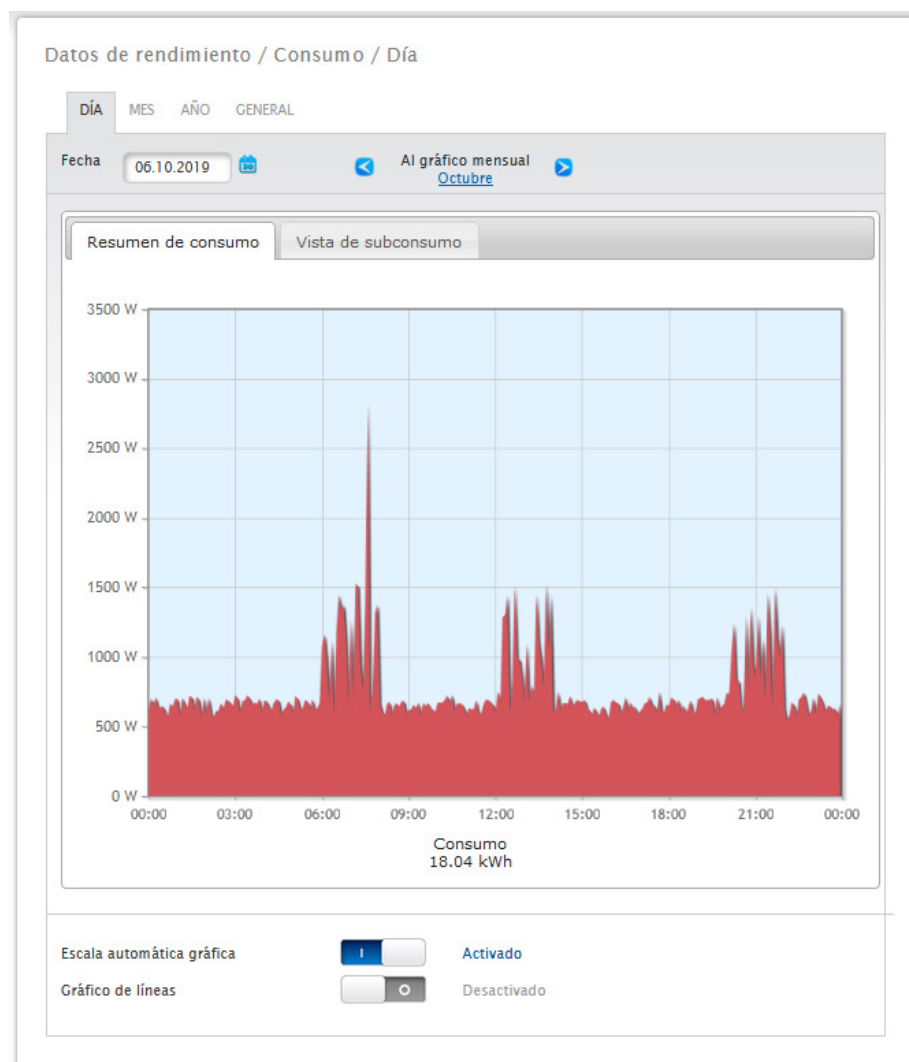 Datos de rendimiento / Consumo / Día
DÍA MES AÑO GENERAL
Fecha 06.10.2019 Al gráfico mensual
Octubre
Resumen de consumo Vista de subconsumo
3500 W
3000 W
2500 W
2000 W
1500 W
1000 W
500 W
0 W
00:00 03:00 06:00 09:00 12:00 15:00 18:00 21:00 00:00
Consumo
18.04 kWh
Escala automática gráfica I Activado
Gráfico de líneas O Desactivado